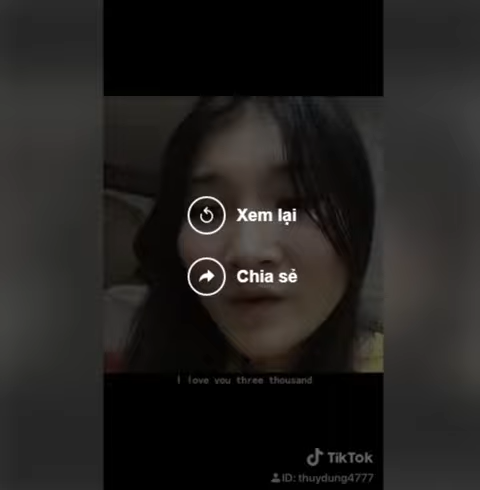 Xem lại
Chia sẻ
I love you three thousand
TikTok
ID: thuydung4777